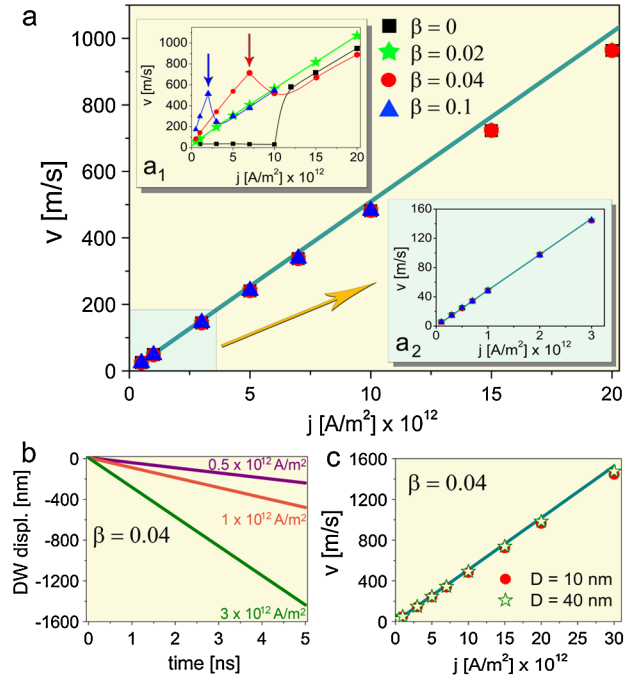 a
β = 0
β = 0.02
β = 0.04
β = 0.1
v [m/s]
1000
800
600
400
200
0
0 5 10 15 20
j [A/m²] x 10¹²
v [m/s]
1000
800
600
400
200
0
0 5 10 15 20
j [A/m²] x 10¹²
a₁
v [m/s]
160
120
80
40
0
0 1 2 3
j [A/m²] x 10¹²
a₂
b
DW displ. [nm]
0
-400
-800
-1200
-1600
0.5 x 10¹² A/m²
1 x 10¹² A/m²
β = 0.04
3 x 10¹² A/m²
0 1 2 3 4 5
time [ns]
c
v [m/s]
1600
1200
800
400
0
β = 0.04
D = 10 nm
D = 40 nm
0 5 10 15 20 25 30
j [A/m²] x 10¹²